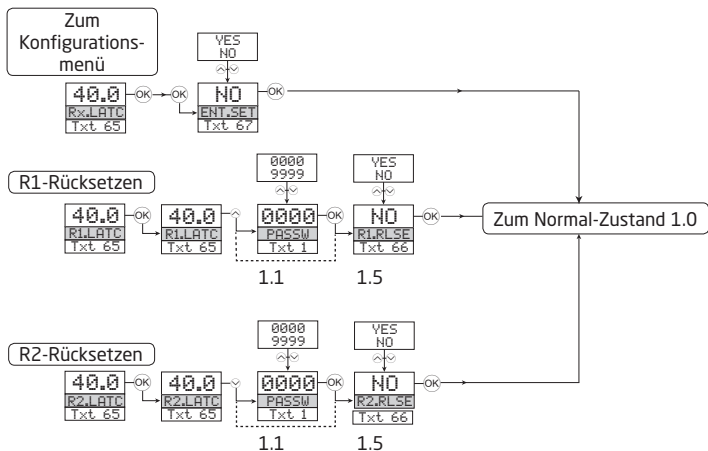 Zum
Konfigurations-
menü
YES
NO
40.0
Rx.LATC
Txt 65
OK
OK
NO
ENT.SET
Txt 67
OK
R1-Rücksetzen
0000
9999
YES
NO
40.0
R1.LATC
Txt 65
OK
40.0
R1.LATC
Txt 65
0000
PASSW
Txt 1
OK
NO
R1.RLSE
Txt 66
OK
Zum Normal-Zustand 1.0
1.1
1.5
R2-Rücksetzen
0000
9999
YES
NO
40.0
R2.LATC
Txt 65
OK
40.0
R2.LATC
Txt 65
0000
PASSW
Txt 1
OK
NO
R2.RLSE
Txt 66
OK
1.1
1.5